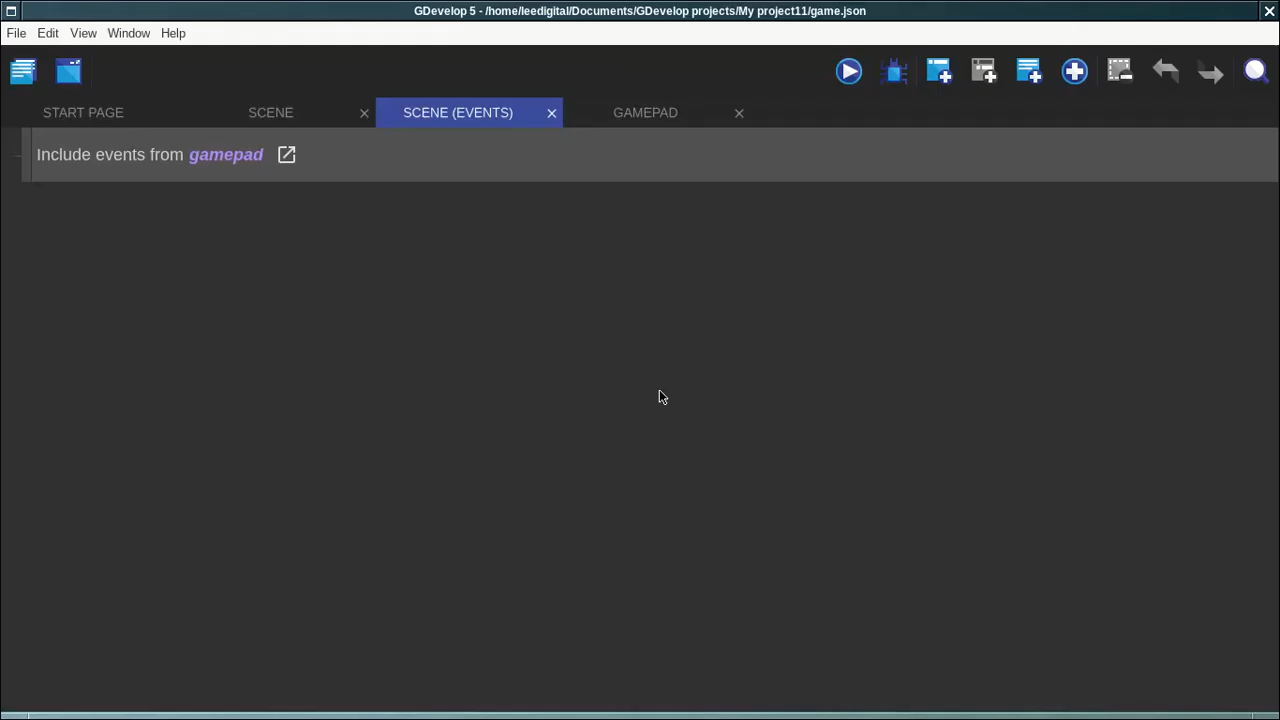 GDevelop 5 - /home/leedigital/Documents/GDevelop projects/My project11/game.json
File Edit View Window Help
START PAGE SCENE SCENE (EVENTS) GAMEPAD
Include events from gamepad